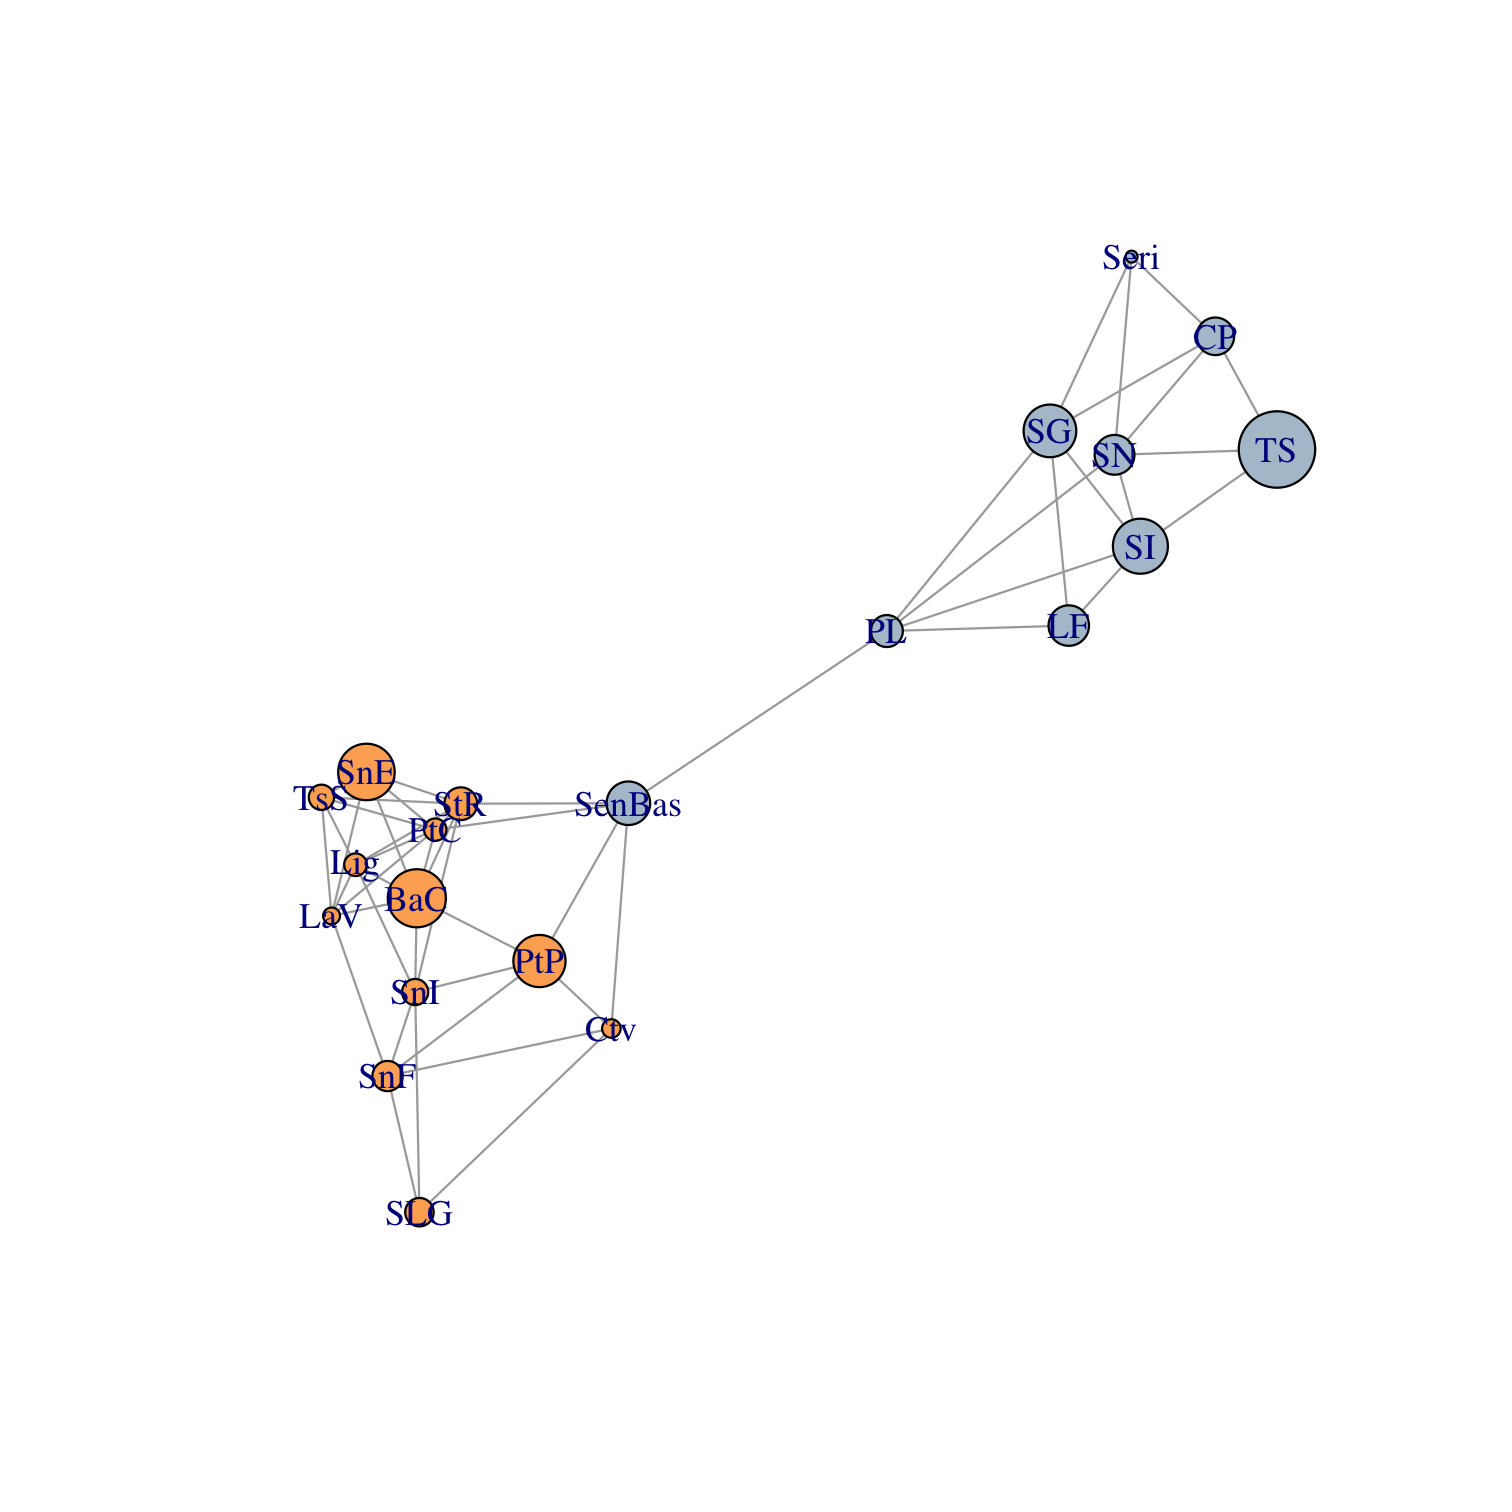 Seri
CP
SG
SN
TS
SI
PL
LF
SnE
TsS
StR
SenBas
PtC
Lig
BaC
LaV
PtP
SnI
Ctv
SnF
SLG